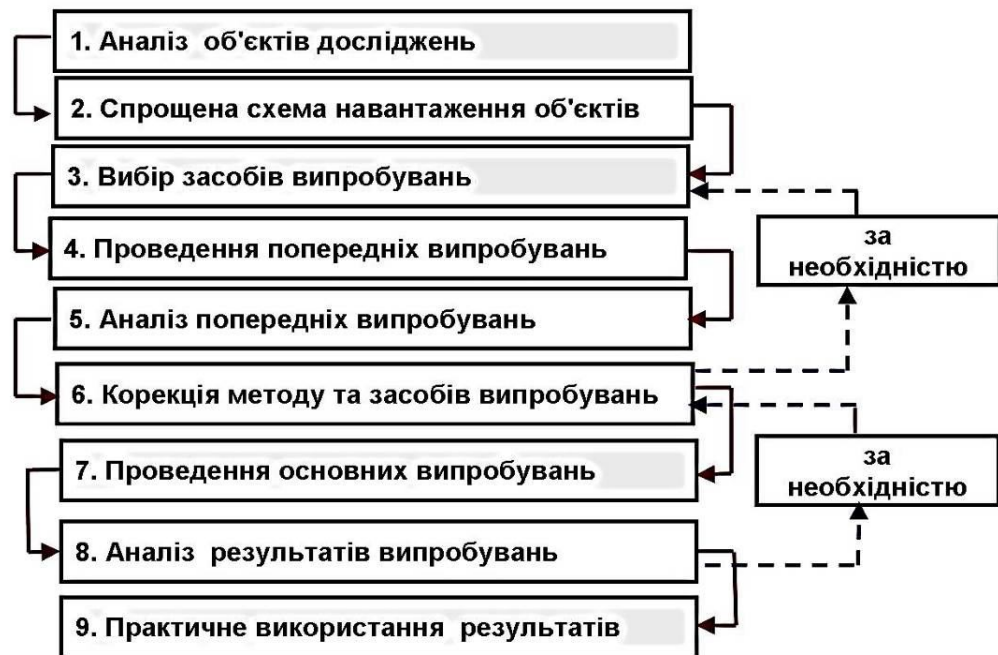 1. Аналіз об'єктів досліджень
2. Спрощена схема навантаження об'єктів
3. Вибір засобів випробувань
4. Проведення попередніх випробувань
за
необхідністю
5. Аналіз попередніх випробувань
6. Корекція методу та засобів випробувань
7. Проведення основних випробувань
за
необхідністю
8. Аналіз результатів випробувань
9. Практичне використання результатів